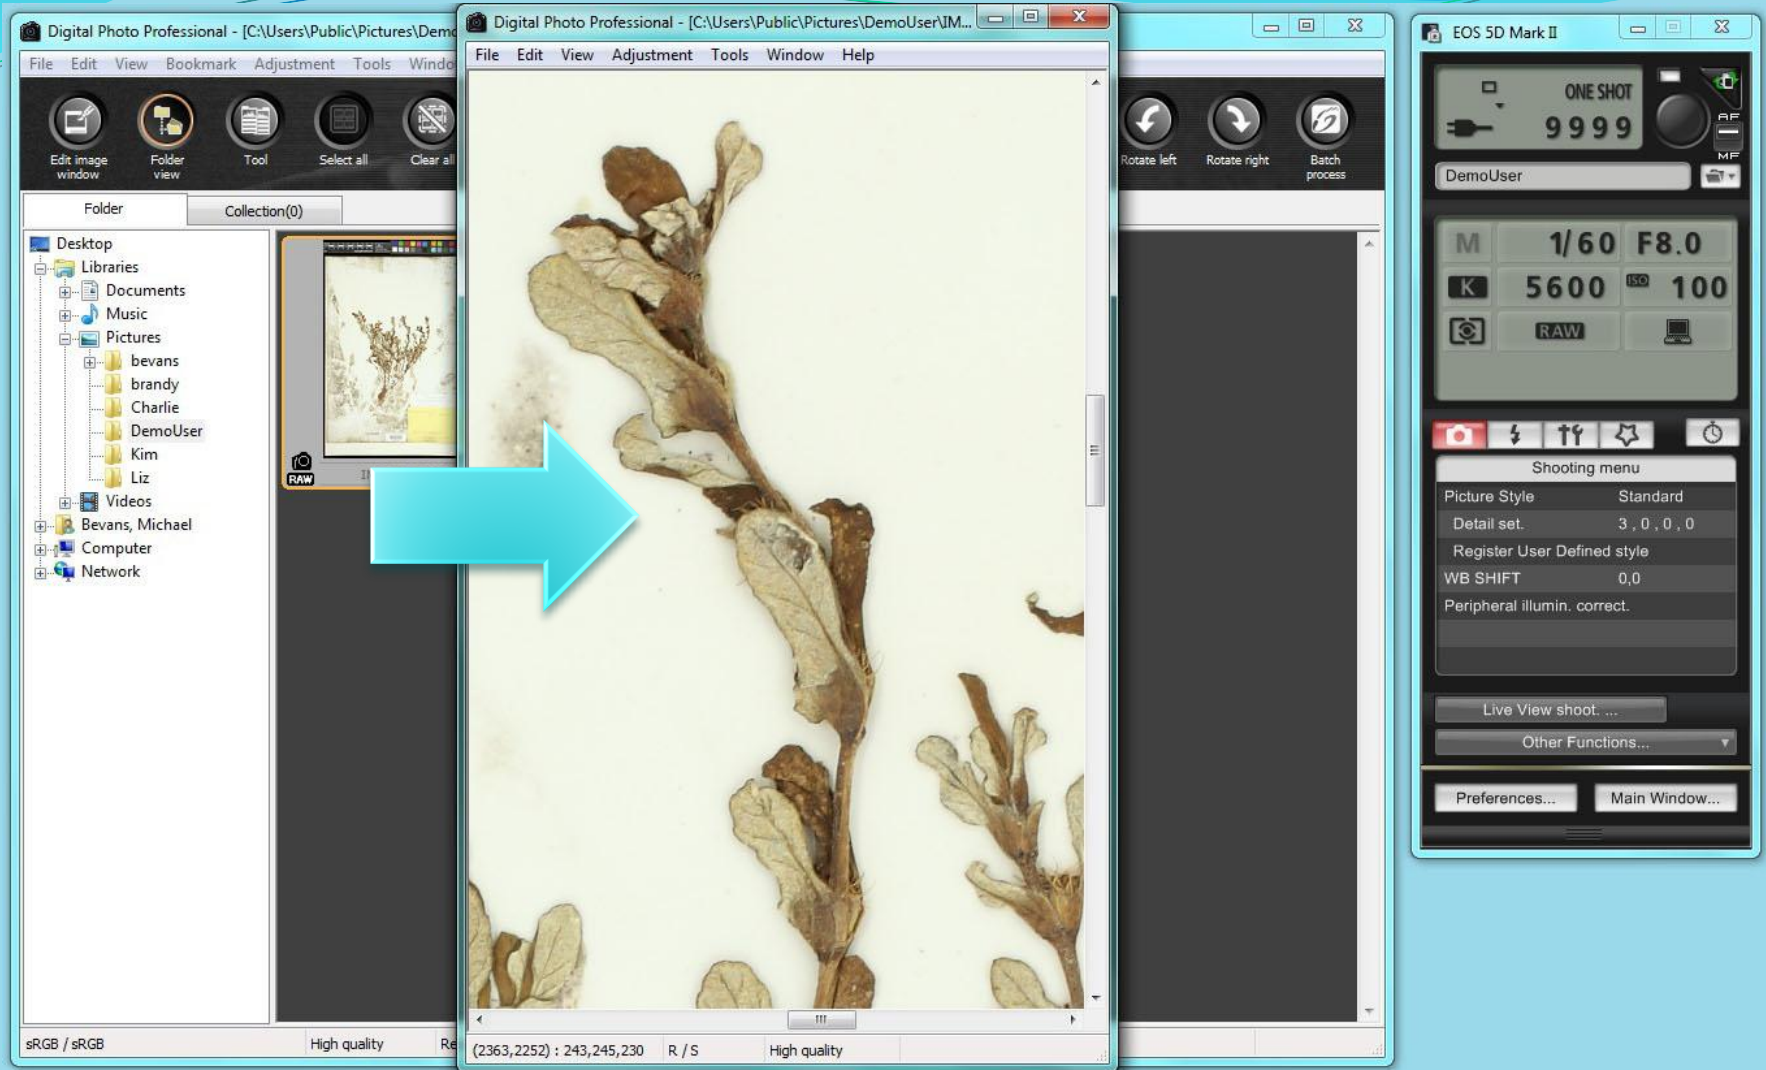 Digital Photo Professional - [C:\Users\Public\Pictures\Demo
File Edit View Bookmark Adjustment Tools Windo
Edit image window
Folder view
Tool
Select all
Clear all
Rotate left
Rotate right
Batch process
Folder
Collection(0)
Desktop
Libraries
Documents
Music
Pictures
bevans
brandy
Charlie
DemoUser
Kim
Liz
Videos
Bevans, Michael
Computer
Network
RAW
sRGB / sRGB
High quality
Re
Digital Photo Professional - [C:\Users\Public\Pictures\DemoUser\IM...
File Edit View Adjustment Tools Window Help
(2363,2252) : 243,245,230 R / S High quality
EOS 5D Mark II
ONE SHOT
9999
AF
MF
DemoUser
M 1/60 F8.0
K 5600 ISO 100
RAW
Shooting menu
Picture Style Standard
Detail set. 3 , 0 , 0 , 0
Register User Defined style
WB SHIFT 0,0
Peripheral illumin. correct.
Live View shoot. ...
Other Functions...
Preferences... Main Window...